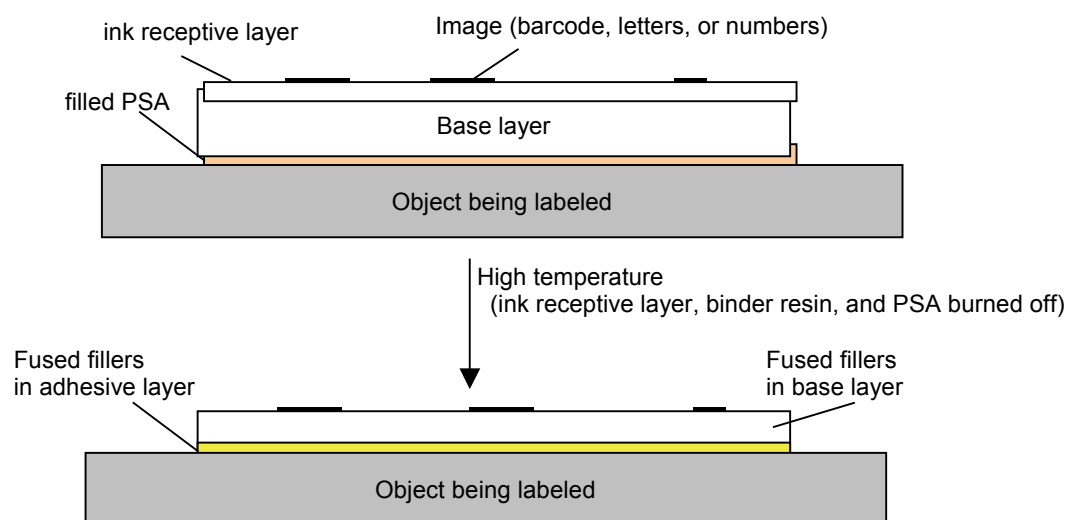 ink receptive layer
Image (barcode, letters, or numbers)
filled PSA
Base layer
Object being labeled
High temperature
(ink receptive layer, binder resin, and PSA burned off)
Fused fillers
in adhesive layer
Fused fillers
in base layer
Object being labeled